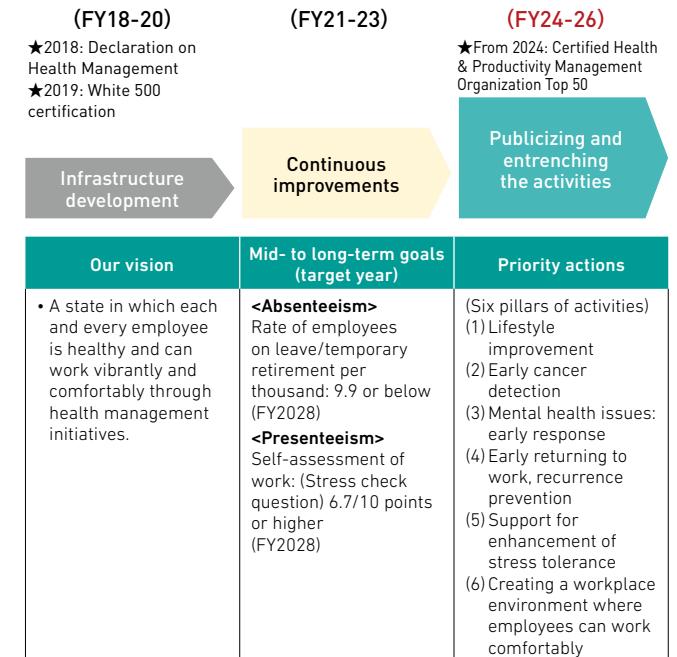 (FY18-20)
★2018: Declaration on
Health Management
★2019: White 500
certification
(FY21-23)
(FY24-26)
★From 2024: Certified Health
& Productivity Management
Organization Top 50
Infrastructure
development
Continuous
improvements
Publicizing and
entrenching
the activities
Our vision
• A state in which each
and every employee
is healthy and can
work vibrantly and
comfortably through
health management
initiatives.
Mid- to long-term goals
(target year)
<Absenteeism>
Rate of employees
on leave/temporary
retirement per
thousand: 9.9 or below
(FY2028)
<Presenteeism>
Self-assessment of
work: (Stress check
question) 6.7/10 points
or higher
(FY2028)
Priority actions
(Six pillars of activities)
(1) Lifestyle
improvement
(2) Early cancer
detection
(3) Mental health issues:
early response
(4) Early returning to
work, recurrence
prevention
(5) Support for
enhancement of
stress tolerance
(6) Creating a workplace
environment where
employees can work
comfortably